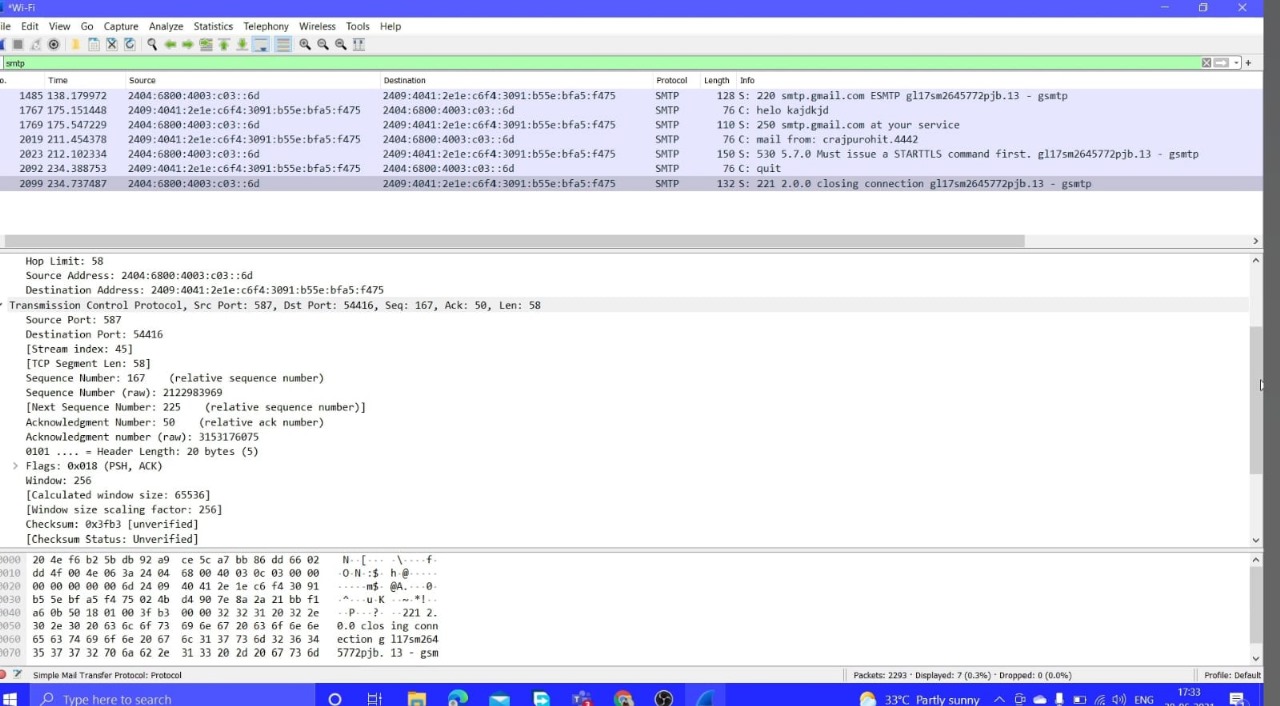 *Wi-Fi
ile Edit View Go Capture Analyze Statistics Telephony Wireless Tools Help
smtp
o. Time Source Destination Protocol Length Info
1485 138.179972 2404:6800:4003:c03::6d 2409:4041:2e1e:c6f4:3091:b55e:bfa5:f475 SMTP 128 S: 220 smtp.gmail.com ESMTP gl17sm2645772pjb.13 - gsmtp
1767 175.151448 2409:4041:2e1e:c6f4:3091:b55e:bfa5:f475 2404:6800:4003:c03::6d SMTP 76 C: helo kajdkjd
1769 175.547229 2404:6800:4003:c03::6d 2409:4041:2e1e:c6f4:3091:b55e:bfa5:f475 SMTP 110 S: 250 smtp.gmail.com at your service
2019 211.454378 2409:4041:2e1e:c6f4:3091:b55e:bfa5:f475 2404:6800:4003:c03::6d SMTP 76 C: mail from: crajpurohit.4442
2023 212.102334 2404:6800:4003:c03::6d 2409:4041:2e1e:c6f4:3091:b55e:bfa5:f475 SMTP 150 S: 530 5.7.0 Must issue a STARTTLS command first. gl17sm2645772pjb.13 - gsmtp
2092 234.388753 2409:4041:2e1e:c6f4:3091:b55e:bfa5:f475 2404:6800:4003:c03::6d SMTP 76 C: quit
2099 234.737487 2404:6800:4003:c03::6d 2409:4041:2e1e:c6f4:3091:b55e:bfa5:f475 SMTP 132 S: 221 2.0.0 closing connection gl17sm2645772pjb.13 - gsmtp
Hop Limit: 58
Source Address: 2404:6800:4003:c03::6d
Destination Address: 2409:4041:2e1e:c6f4:3091:b55e:bfa5:f475
Transmission Control Protocol, Src Port: 587, Dst Port: 54416, Seq: 167, Ack: 50, Len: 58
Source Port: 587
Destination Port: 54416
[Stream index: 45]
[TCP Segment Len: 58]
Sequence Number: 167 (relative sequence number)
Sequence Number (raw): 2122983969
[Next Sequence Number: 225 (relative sequence number)]
Acknowledgment Number: 50 (relative ack number)
Acknowledgment number (raw): 3153176075
0101 .... = Header Length: 20 bytes (5)
Flags: 0x018 (PSH, ACK)
Window: 256
[Calculated window size: 65536]
[Window size scaling factor: 256]
Checksum: 0x3fb3 [unverified]
[Checksum Status: Unverified]
0000 20 4e f6 b2 5b db 92 a9 ce 5c a7 bb 86 dd 66 02 N··[··· ·\····f·
0010 dd 4f 00 4e 06 3a 24 04 68 00 40 03 0c 03 00 00 ·O·N·:$· h·@·····
0020 00 00 00 00 00 6d 24 09 40 41 2e 1e c6 f4 30 91 ·····m$· @A.···0·
0030 b5 5e bf a5 f4 75 02 4b d4 90 7e 8a 2a 21 bb f1 ·^···u·K ··~·*!··
0040 a6 0b 50 18 01 00 3f b3 00 00 32 32 31 20 32 2e ··P···?· ··221 2.
0050 30 2e 30 20 63 6c 6f 73 69 6e 67 20 63 6f 6e 6e 0.0 clos ing conn
0060 65 63 74 69 6f 6e 20 67 6c 31 37 73 6d 32 36 34 ection g l17sm264
0070 35 37 37 32 70 6a 62 2e 31 33 20 2d 20 67 73 6d 5772pjb. 13 - gsm
Simple Mail Transfer Protocol: Protocol Packets: 2293 · Displayed: 7 (0.3%) · Dropped: 0 (0.0%) Profile: Default
Type here to search 33°C Partly sunny ENG 17:33